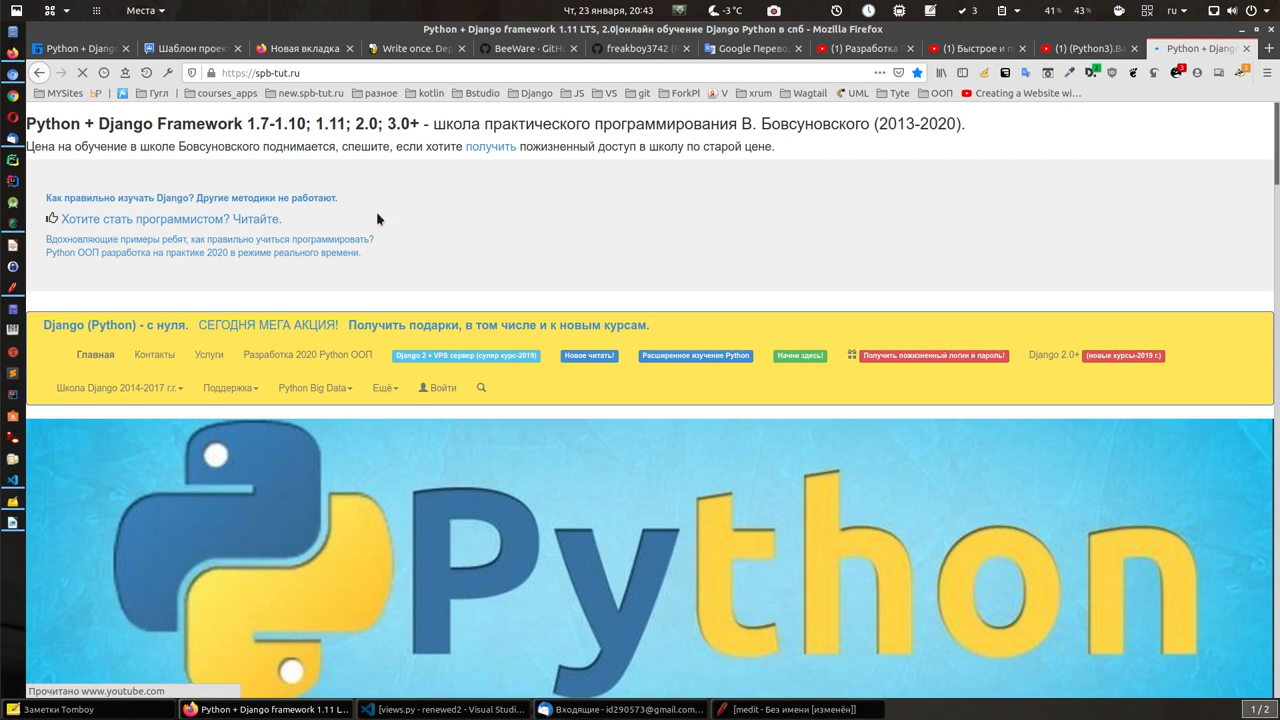 Места
Чт, 23 января, 20:43
-3 °C
3
41%
43%
ru
Python + Django framework 1.11 LTS, 2.0|онлайн обучение Django Python в спб - Mozilla Firefox
Python + Django
Шаблон проек
Новая вкладка
Write once. Dep
BeeWare · GitH
freakboy3742 (R
Google Перево
(1) Разработка
(1) Быстрое и п
(1) (Python3).Ba
Python + Djang
https://spb-tut.ru
MYSites
bP
Гугл
courses_apps
new.spb-tut.ru
разное
kotlin
Bstudio
Django
JS
VS
git
ForkPl
V
xrum
Wagtail
UML
Tyte
ООП
Creating a Website wi…
Python + Django Framework 1.7-1.10; 1.11; 2.0; 3.0+ - школа практического программирования В. Бовсуновского (2013-2020).
Цена на обучение в школе Бовсуновского поднимается, спешите, если хотите получить пожизненный доступ в школу по старой цене.
Как правильно изучать Django? Другие методики не работают.
Хотите стать программистом? Читайте.
Вдохновляющие примеры ребят, как правильно учиться программировать?
Python ООП разработка на практике 2020 в режиме реального времени.
Django (Python) - с нуля. СЕГОДНЯ МЕГА АКЦИЯ! Получить подарки, в том числе и к новым курсам.
Главная Контакты Услуги Разработка 2020 Python ООП Django 2 + VPS сервер (супер курс-2019) Новое читать! Расширенное изучение Python Начни здесь! Получить пожизненный логин и пароль! Django 2.0+ (новые курсы-2019 г.)
Школа Django 2014-2017 г.г. Поддержка Python Big Data Ещё Войти
Python
Прочитано www.youtube.com
Заметки Tomboy
Python + Django framework 1.11 L…
[views.py - renewed2 - Visual Studi…
Входящие - id290573@gmail.com…
[medit - Без имени [изменён]]
1 / 2